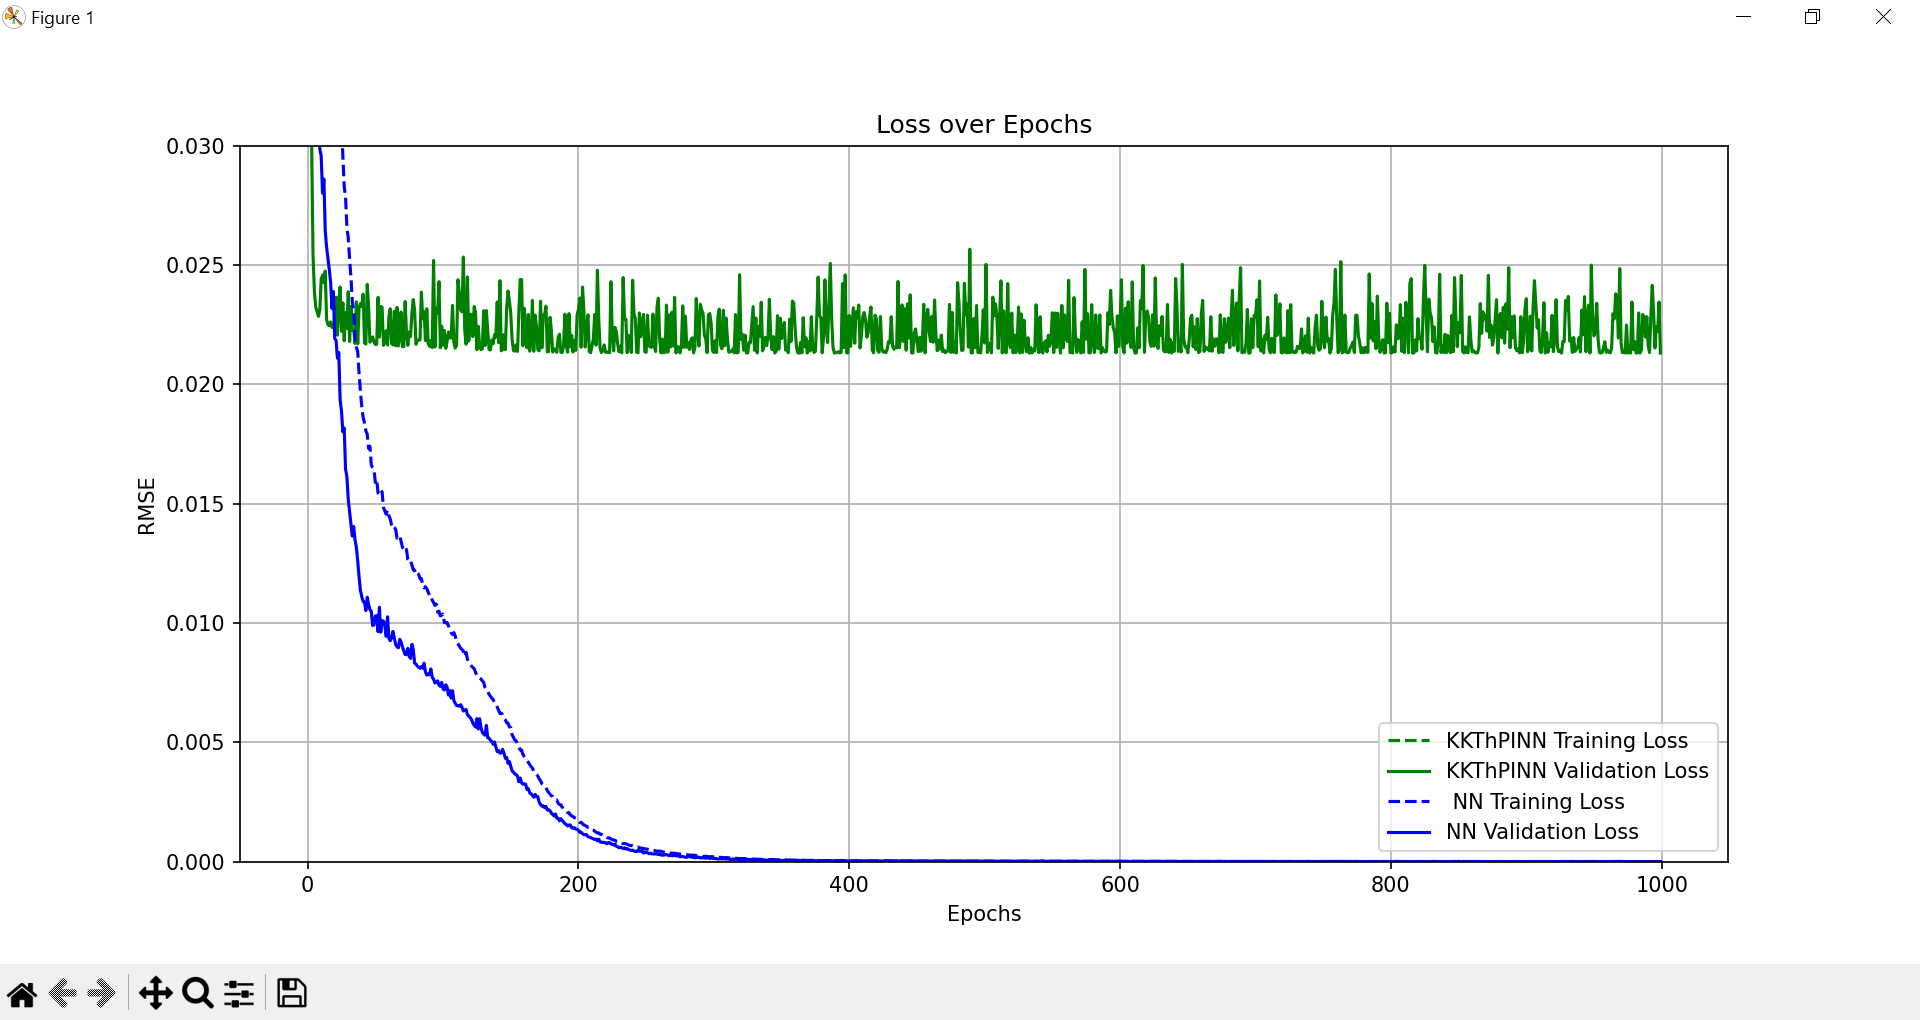 Figure 1
Loss over Epochs
RMSE
0.030
0.025
0.020
0.015
0.010
0.005
0.000
0 200 400 600 800 1000
Epochs
KKThPINN Training Loss
KKThPINN Validation Loss
NN Training Loss
NN Validation Loss